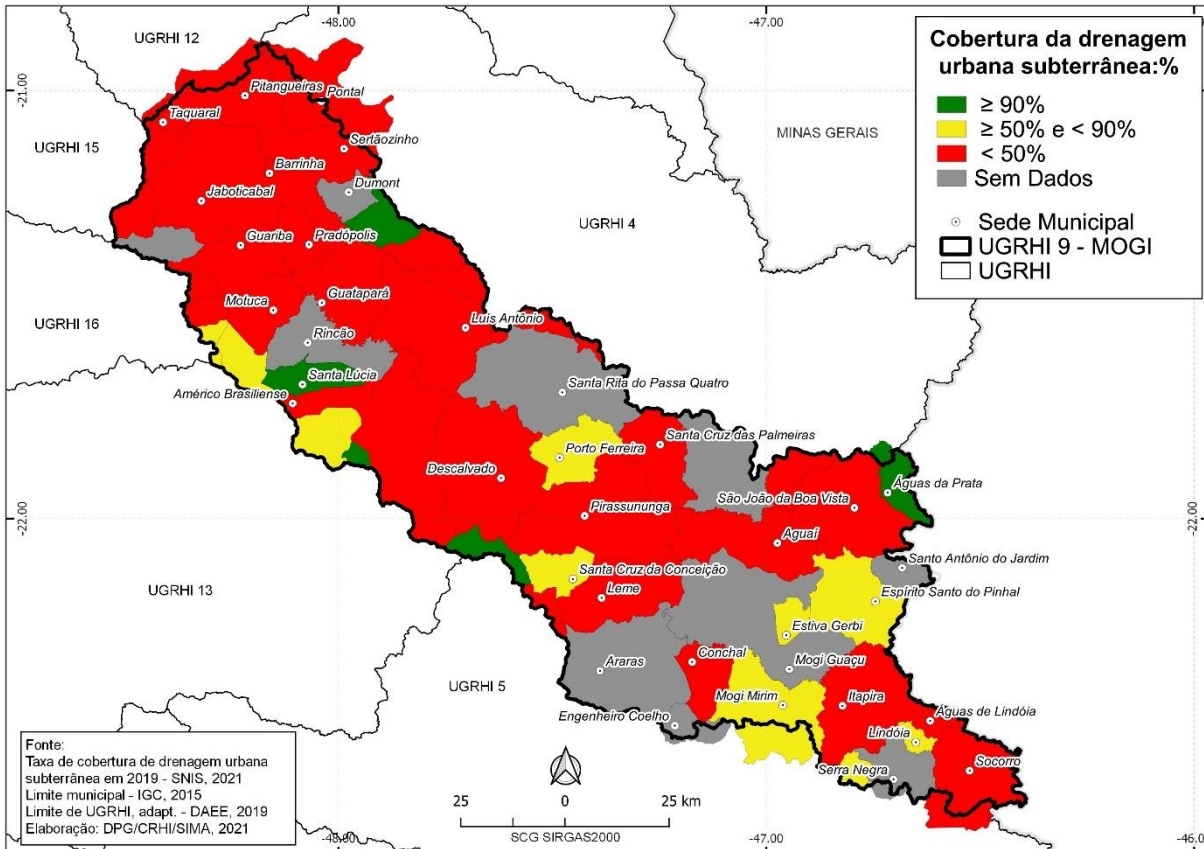 -48.00
-47.00
UGRHI 12
Cobertura da drenagem
urbana subterrânea:%
≥ 90%
≥ 50% e < 90%
< 50%
Sem Dados
Sede Municipal
UGRHI 9 - MOGI
UGRHI
-21.00
Pitangueiras
Pontal
Taquaral
MINAS GERAIS
UGRHI 15
Sertãozinho
Barrinha
Dumont
Jaboticabal
UGRHI 4
Guariba
Pradópolis
Motuca
Guatapará
UGRHI 16
Luís Antônio
Rincão
Santa Lúcia
Santa Rita do Passa Quatro
Américo Brasiliense
Santa Cruz das Palmeiras
Porto Ferreira
Descalvado
Águas da Prata
São João da Boa Vista
Pirassununga
-22.00
-22.00
Aguaí
Santo Antônio do Jardim
Santa Cruz da Conceição
UGRHI 13
Leme
Espírito Santo do Pinhal
Estiva Gerbi
Conchal
Mogi Guaçu
Araras
UGRHI 5
Mogi Mirim
Itapira
Engenheiro Coelho
Águas de Lindóia
Lindóia
Serra Negra
Socorro
Fonte:
Taxa de cobertura de drenagem urbana
subterrânea em 2019 - SNIS, 2021
Limite municipal - IGC, 2015
Limite de UGRHI, adapt. - DAEE, 2019
Elaboração: DPG/CRHI/SIMA, 2021
25 0 25 km
SCG SIRGAS2000
-48.00
-47.00